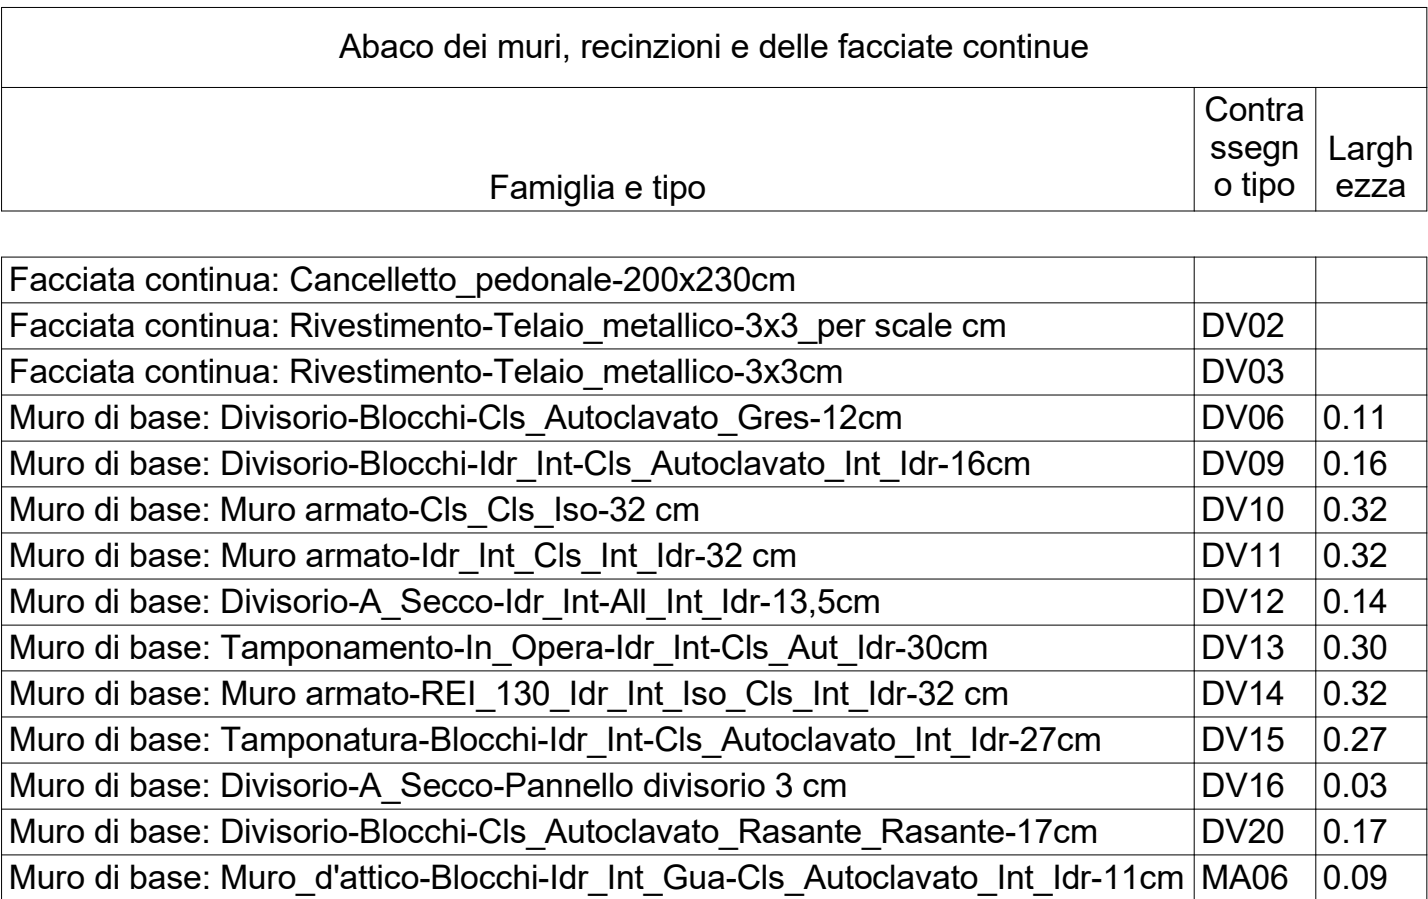 Abaco dei muri, recinzioni e delle facciate continue
Famiglia e tipo
Contra
ssegn
o tipo
Largh
ezza
Facciata continua: Cancelletto_pedonale-200x230cm
Facciata continua: Rivestimento-Telaio_metallico-3x3_per scale cm DV02
Facciata continua: Rivestimento-Telaio_metallico-3x3cm DV03
Muro di base: Divisorio-Blocchi-Cls_Autoclavato_Gres-12cm DV06 0.11
Muro di base: Divisorio-Blocchi-Idr_Int-Cls_Autoclavato_Int_Idr-16cm DV09 0.16
Muro di base: Muro armato-Cls_Cls_Iso-32 cm DV10 0.32
Muro di base: Muro armato-Idr_Int_Cls_Int_Idr-32 cm DV11 0.32
Muro di base: Divisorio-A_Secco-Idr_Int-All_Int_Idr-13,5cm DV12 0.14
Muro di base: Tamponamento-In_Opera-Idr_Int-Cls_Aut_Idr-30cm DV13 0.30
Muro di base: Muro armato-REI_130_Idr_Int_Iso_Cls_Int_Idr-32 cm DV14 0.32
Muro di base: Tamponatura-Blocchi-Idr_Int-Cls_Autoclavato_Int_Idr-27cm DV15 0.27
Muro di base: Divisorio-A_Secco-Pannello divisorio 3 cm DV16 0.03
Muro di base: Divisorio-Blocchi-Cls_Autoclavato_Rasante_Rasante-17cm DV20 0.17
Muro di base: Muro_d'attico-Blocchi-Idr_Int_Gua-Cls_Autoclavato_Int_Idr-11cm MA06 0.09